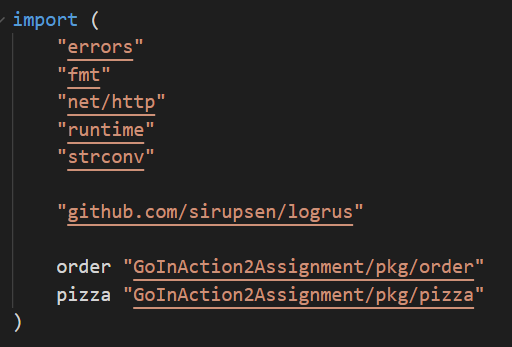 import (
"errors"
"fmt"
"net/http"
"runtime"
"strconv"
"github.com/sirupsen/logrus"
order "GoInAction2Assignment/pkg/order"
pizza "GoInAction2Assignment/pkg/pizza"
)